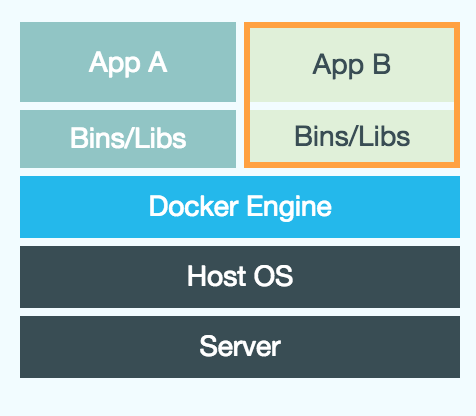 App A
App B
Bins/Libs
Bins/Libs
Docker Engine
Host OS
Server